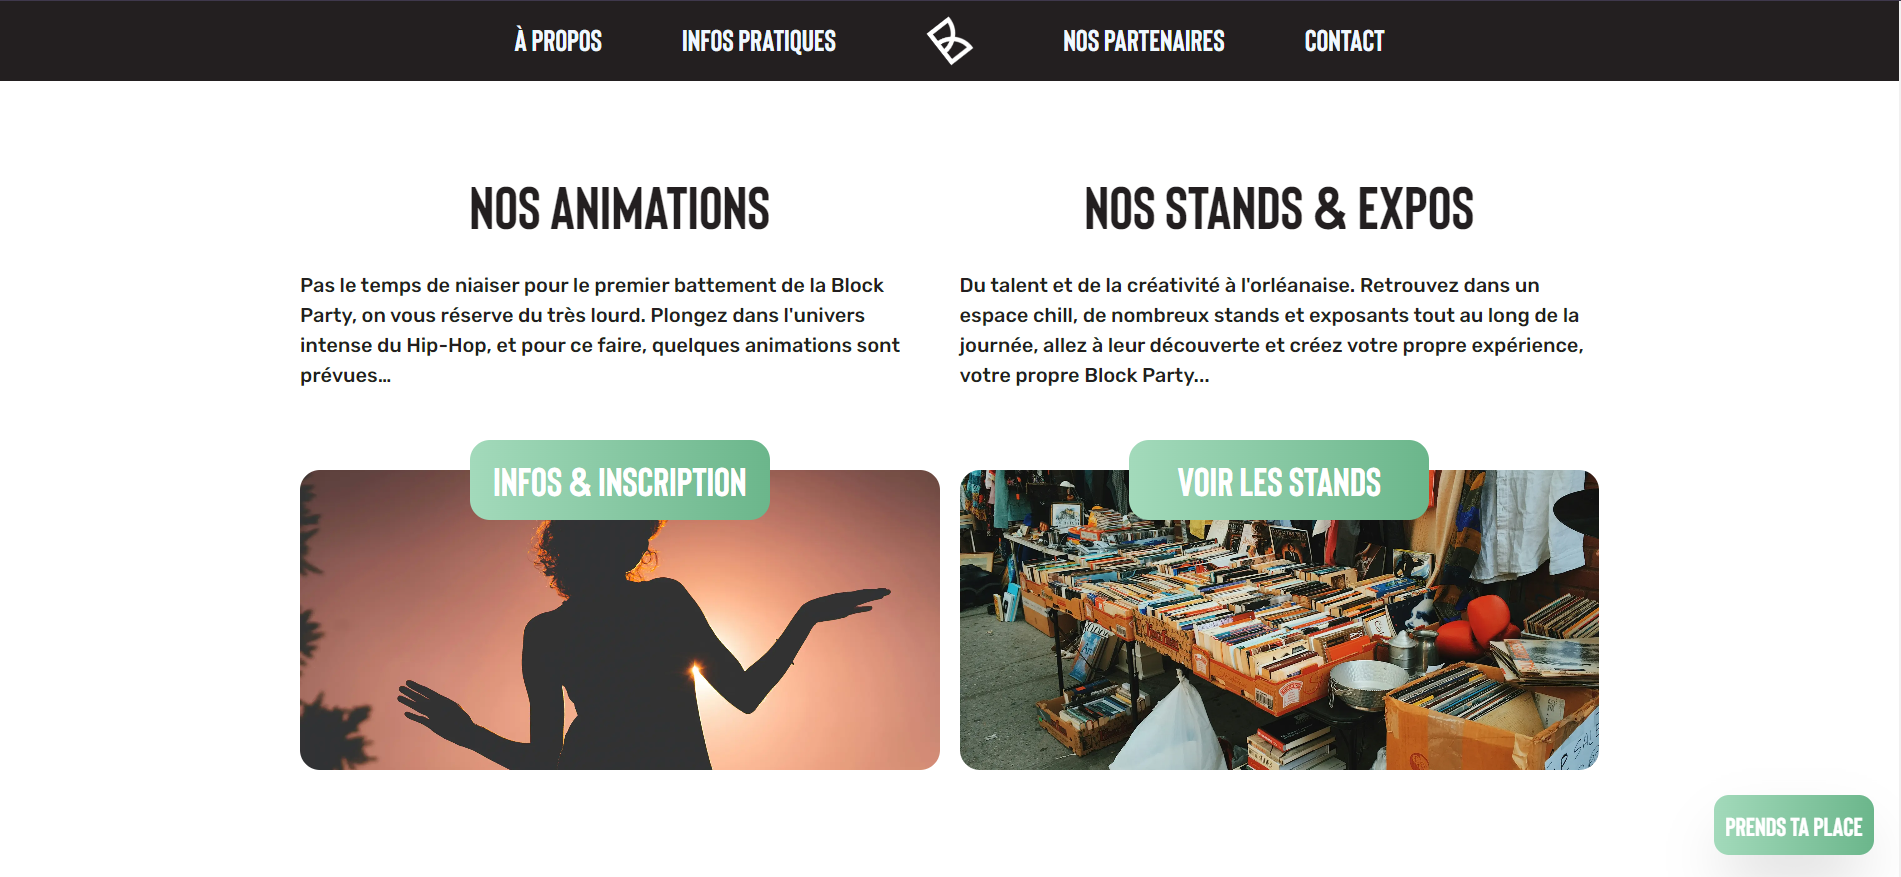 À PROPOS
INFOS PRATIQUES
NOS PARTENAIRES
CONTACT
NOS ANIMATIONS
Pas le temps de niaiser pour le premier battement de la Block
Party, on vous réserve du très lourd. Plongez dans l'univers
intense du Hip-Hop, et pour ce faire, quelques animations sont
prévues...
INFOS & INSCRIPTION
NOS STANDS & EXPOS
Du talent et de la créativité à l'orléanaise. Retrouvez dans un
espace chill, de nombreux stands et exposants tout au long de la
journée, allez à leur découverte et créez votre propre expérience,
votre propre Block Party...
VOIR LES STANDS
SALE
PRENDS TA PLACE